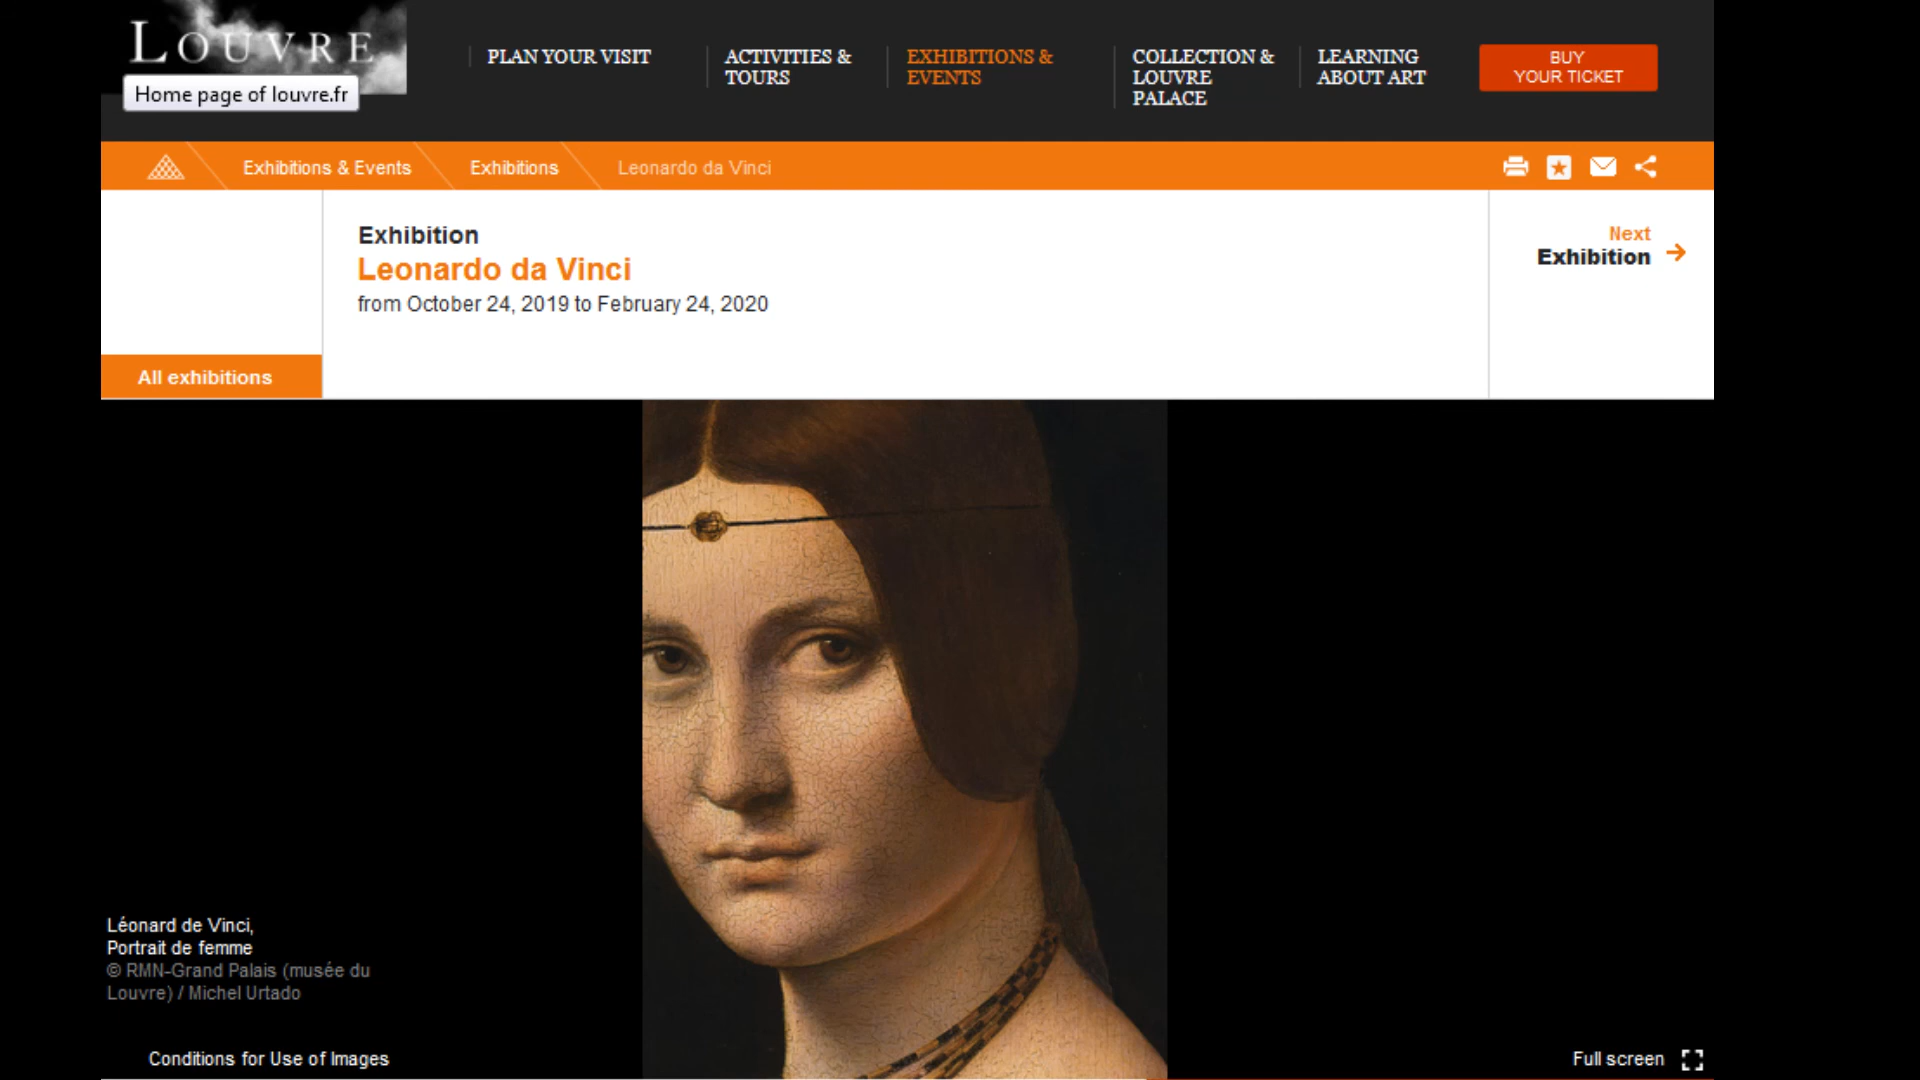 LOUVRE
Home page of louvre.fr
PLAN YOUR VISIT
ACTIVITIES &
TOURS
EXHIBITIONS &
EVENTS
COLLECTION &
LOUVRE
PALACE
LEARNING
ABOUT ART
BUY
YOUR TICKET
Exhibitions & Events
Exhibitions
Leonardo da Vinci
Exhibition
Leonardo da Vinci
from October 24, 2019 to February 24, 2020
Next
Exhibition
All exhibitions
Léonard de Vinci,
Portrait de femme
© RMN-Grand Palais (musée du
Louvre) / Michel Urtado
Conditions for Use of Images
Full screen